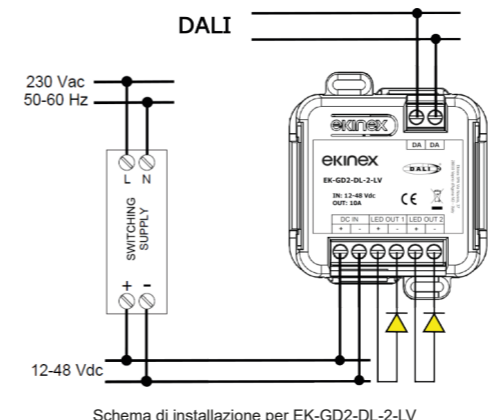 DALI
230 Vac
50-60 Hz
L N
SWITCHING
SUPPLY
+ -
12-48 Vdc
ekinex
DA DA
ekinex
DALI
EK-GD2-DL-2-LV
IN: 12-48 Vdc
OUT: 10A
CE
DC IN LED OUT 1 LED OUT 2
+ - + - + -
Schema di installazione per EK-GD2-DL-2-LV